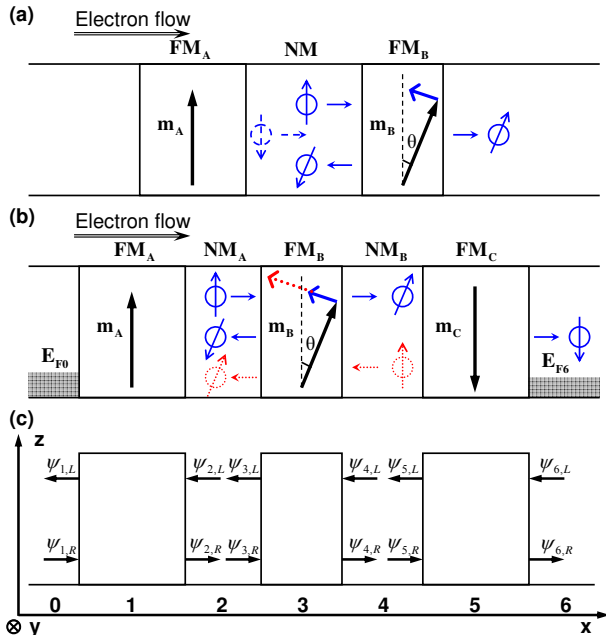 (a)
Electron flow
FM_A NM FM_B
m_A m_B θ
(b)
Electron flow
FM_A NM_A FM_B NM_B FM_C
m_A m_B θ m_C
E_F0 E_F6
(c)
z
ψ_1,L ψ_2,L ψ_3,L ψ_4,L ψ_5,L ψ_6,L
ψ_1,R ψ_2,R ψ_3,R ψ_4,R ψ_5,R ψ_6,R
0 1 2 3 4 5 6
y x